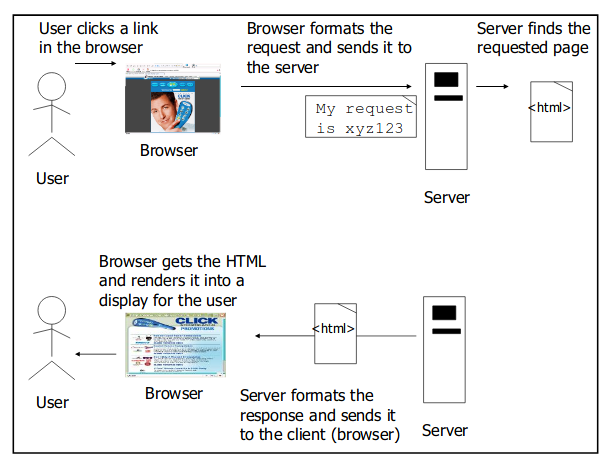 User clicks a link
in the browser
Browser formats the
request and sends it to
the server
Server finds the
requested page
My request
is xyz123
<html>
User
Browser
Server
Browser gets the HTML
and renders it into a
display for the user
CLICK
PROMOTIONS
<html>
User
Browser
Server formats the
response and sends it
to the client (browser)
Server